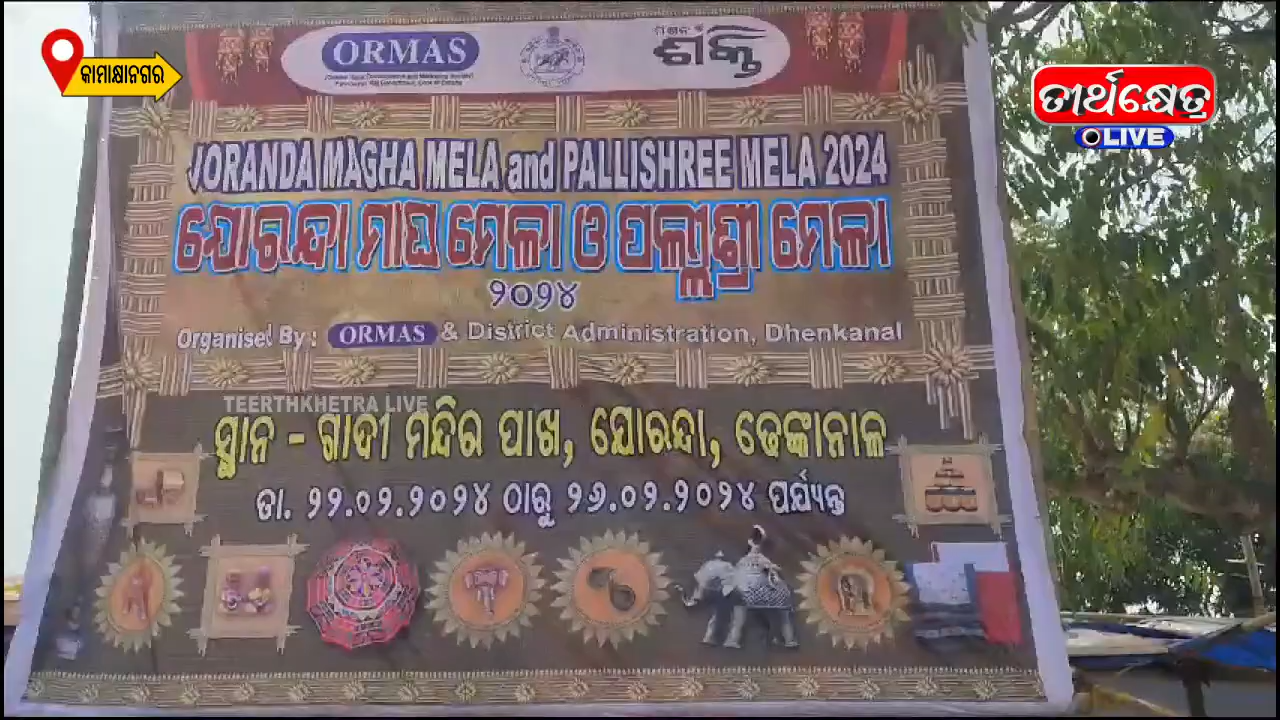 କାମାକ୍ଷାନଗର
ORMAS
ଶକ୍ତି
ତୀର୍ଥକ୍ଷେତ୍ର
LIVE
JORANDA MAGHA MELA and PALLISHREE MELA 2024
ଯୋରନ୍ଦା ମାଘ ମେଳା ଓ ପଲ୍ଲୀଶ୍ରୀ ମେଳା
୨୦୨୪
Organised By : ORMAS & District Administration, Dhenkanal
TEERTHKHETRA LIVE
ସ୍ଥାନ - ଗାଦୀ ମନ୍ଦିର ପାଖ, ଯୋରନ୍ଦା, ଢେଙ୍କାନାଳ
ତା. ୨୨.୦୨.୨୦୨୪ ଠାରୁ ୨୬.୦୨.୨୦୨୪ ପର୍ଯ୍ୟନ୍ତ